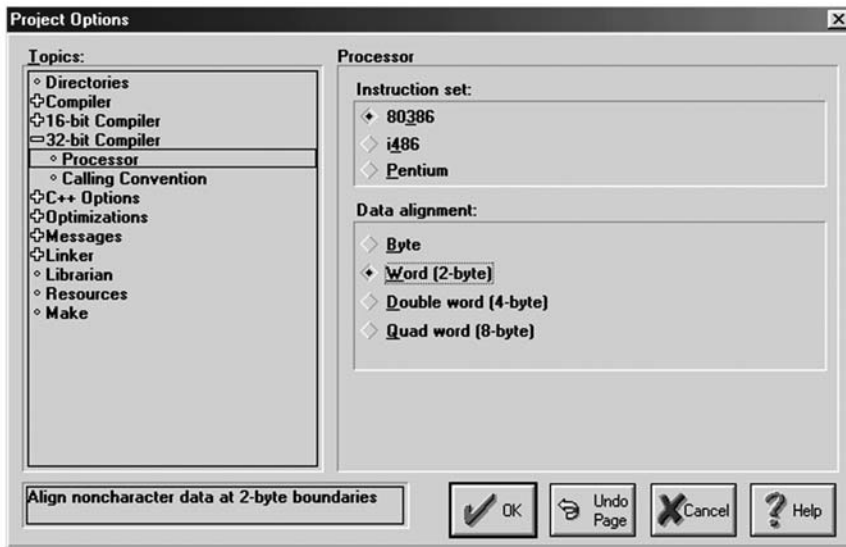 Project Options
Topics:
Directories
Compiler
16-bit Compiler
32-bit Compiler
Processor
Calling Convention
C++ Options
Optimizations
Messages
Linker
Librarian
Resources
Make
Processor
Instruction set:
80386
i486
Pentium
Data alignment:
Byte
Word (2-byte)
Double word (4-byte)
Quad word (8-byte)
Align noncharacter data at 2-byte boundaries
OK
Undo
Page
Cancel
Help